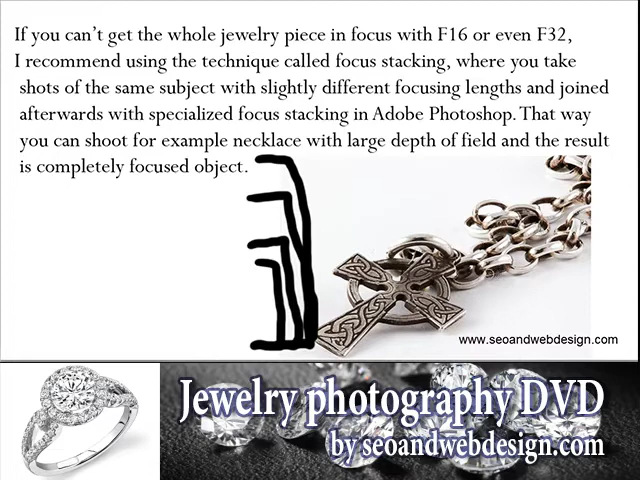 If you can't get the whole jewelry piece in focus with F16 or even F32,
I recommend using the technique called focus stacking, where you take
shots of the same subject with slightly different focusing lengths and joined
afterwards with specialized focus stacking in Adobe Photoshop. That way
you can shoot for example necklace with large depth of field and the result
is completely focused object.
www.seoandwebdesign.com
Jewelry photography DVD
by seoandwebdesign.com